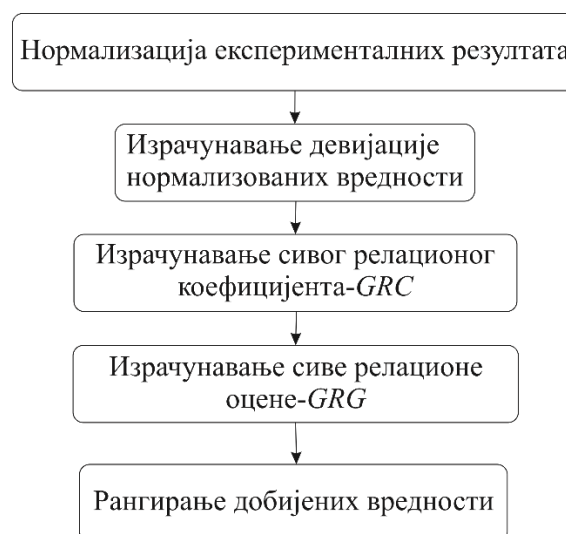 Нормализација експерименталних резултата
Израчунавање девијације
нормализованих вредности
Израчунавање сивог релационог
коефицијента-GRC
Израчунавање сиве релационе
оцене-GRG
Рангирање добијених вредности